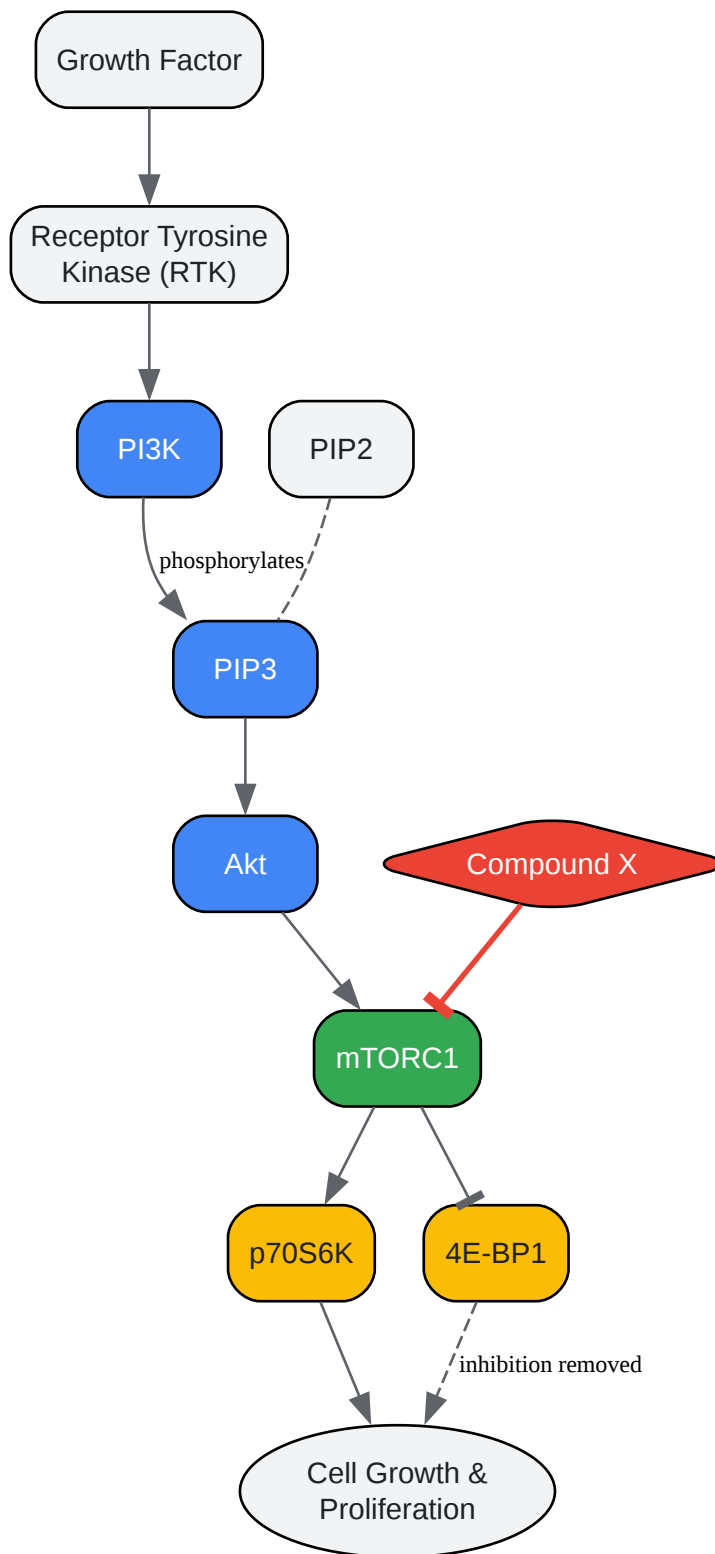 Growth Factor
Receptor Tyrosine
Kinase (RTK)
PI3K
PIP2
phosphorylates
PIP3
Akt
Compound X
mTORC1
p70S6K
4E-BP1
inhibition removed
Cell Growth &
Proliferation